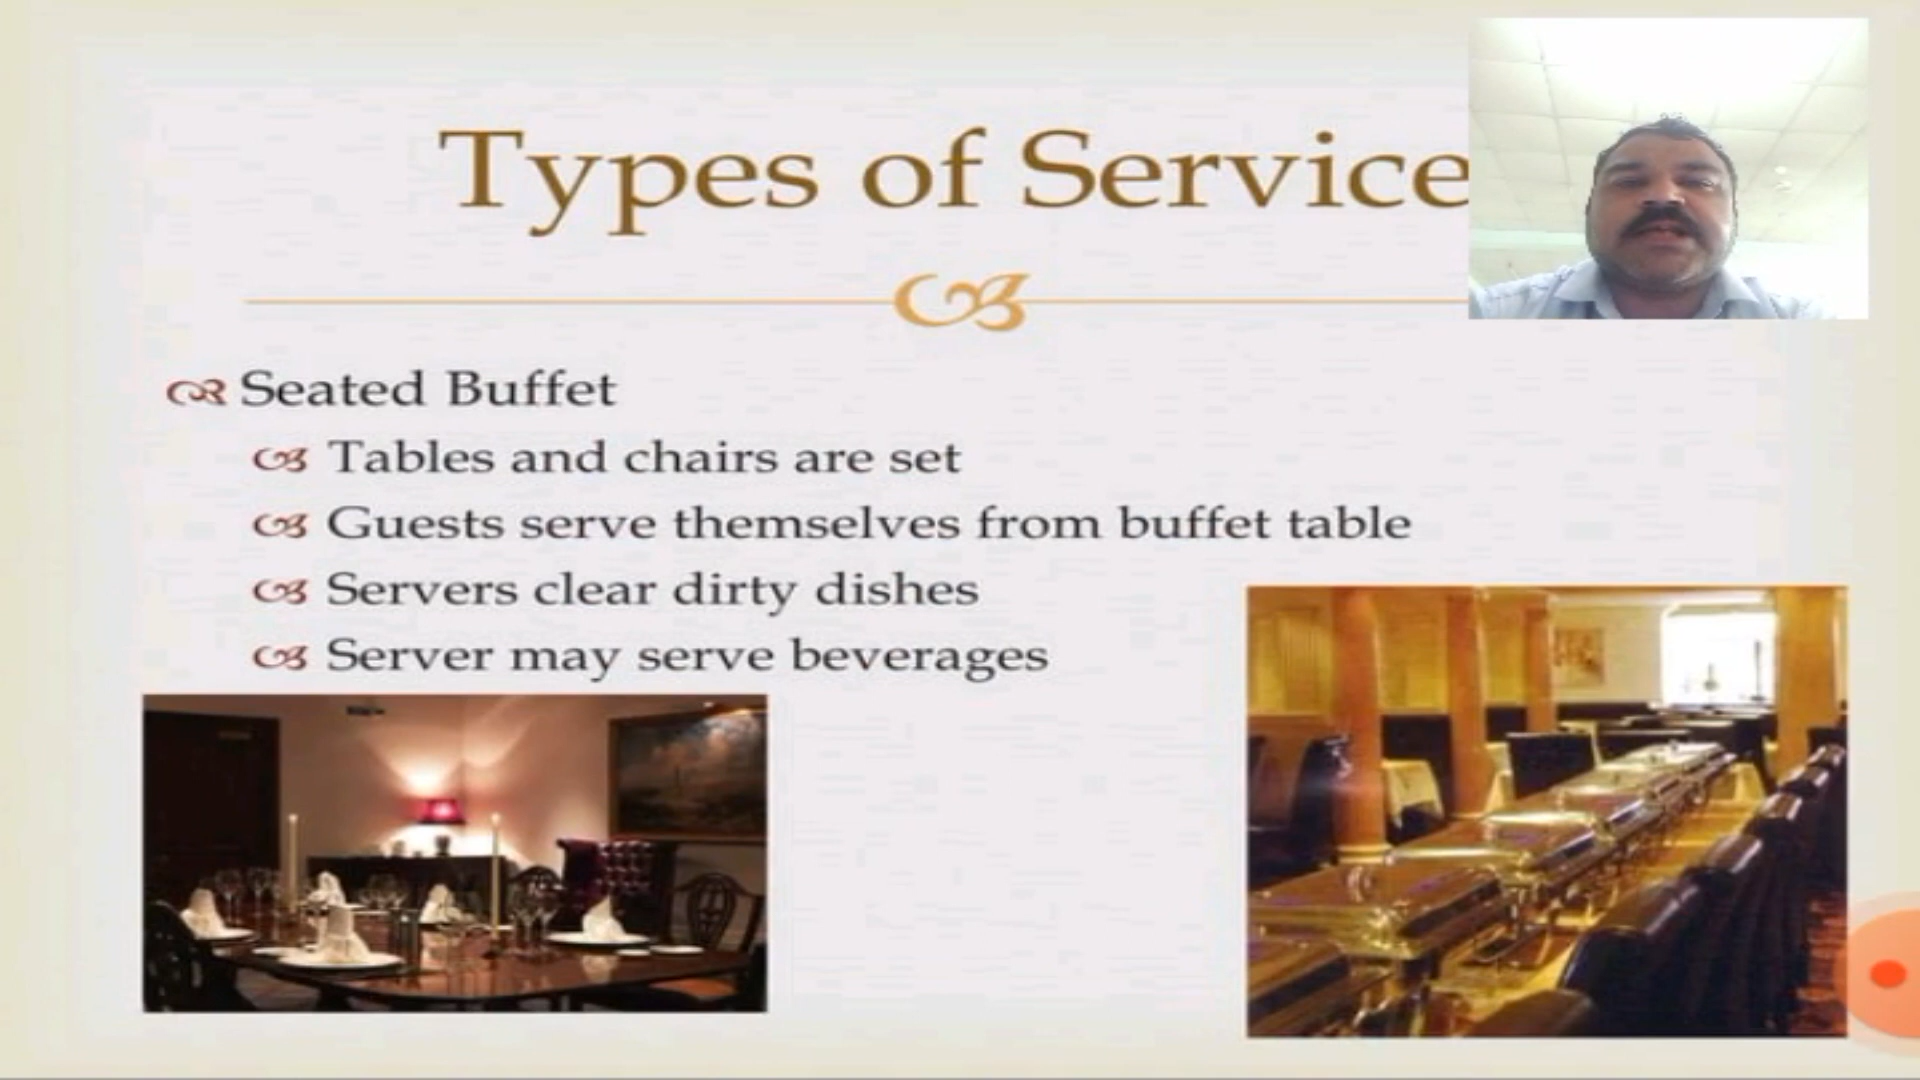 Types of Service
Seated Buffet
Tables and chairs are set
Guests serve themselves from buffet table
Servers clear dirty dishes
Server may serve beverages